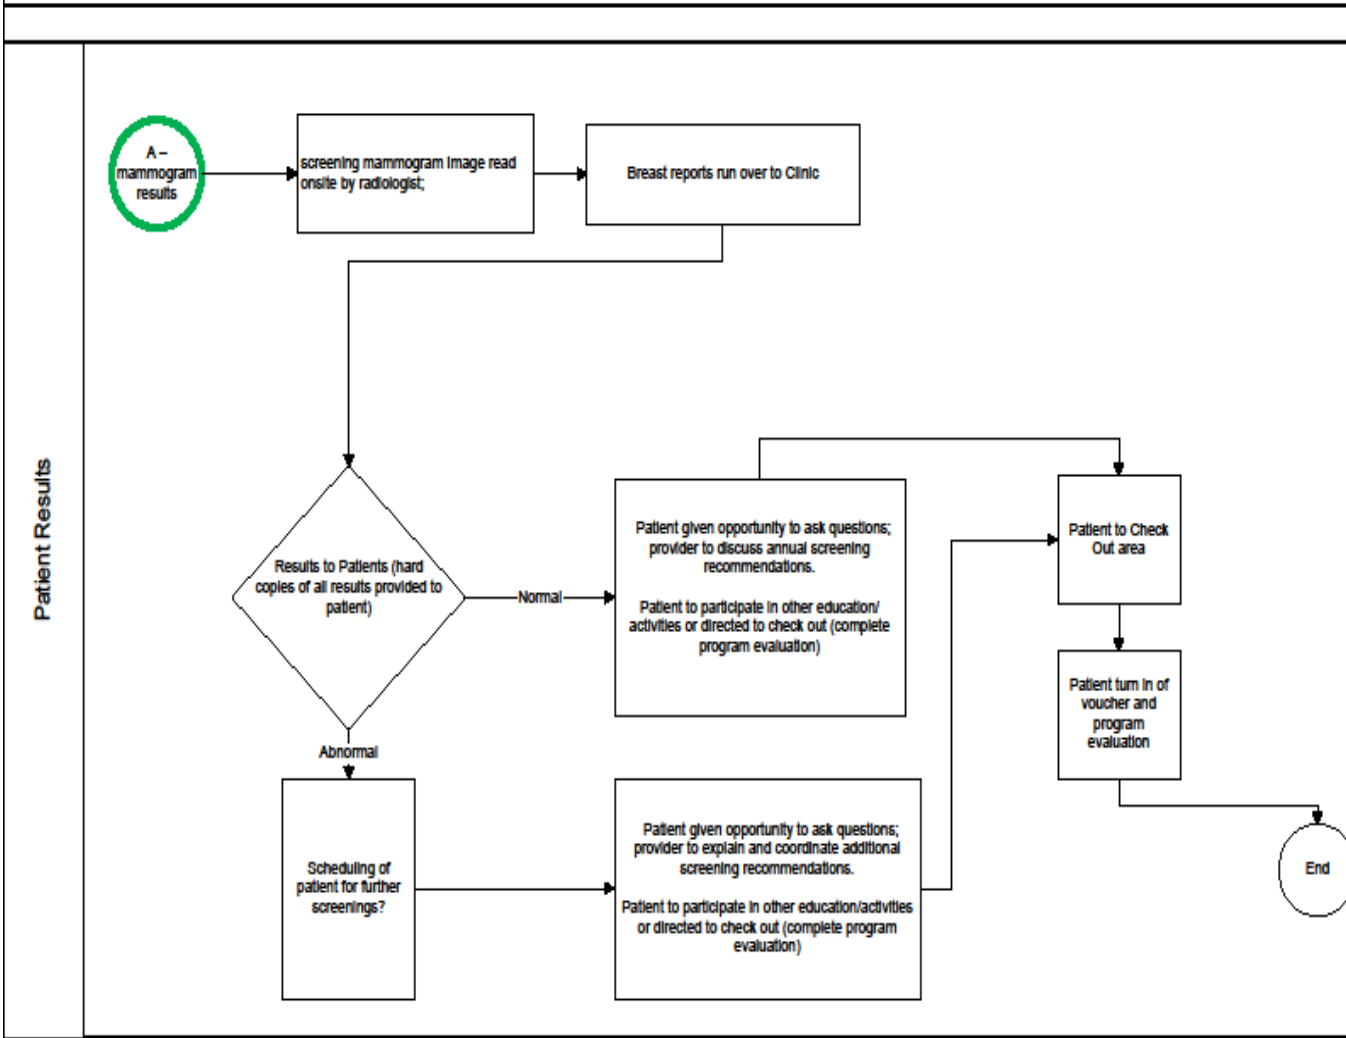 Patient Results
A –
mammogram
results
screening mammogram image read
onsite by radiologist;
Breast reports run over to Clinic
Results to Patients (hard
copies of all results provided to
patient)
Normal
Patient given opportunity to ask questions;
provider to discuss annual screening
recommendations.
Patient to participate in other education/
activities or directed to check out (complete
program evaluation)
Patient to Check
Out area
Patient turn in of
voucher and
program
evaluation
Abnormal
Scheduling of
patient for further
screenings?
Patient given opportunity to ask questions;
provider to explain and coordinate additional
screening recommendations.
Patient to participate in other education/activities
or directed to check out (complete program
evaluation)
End